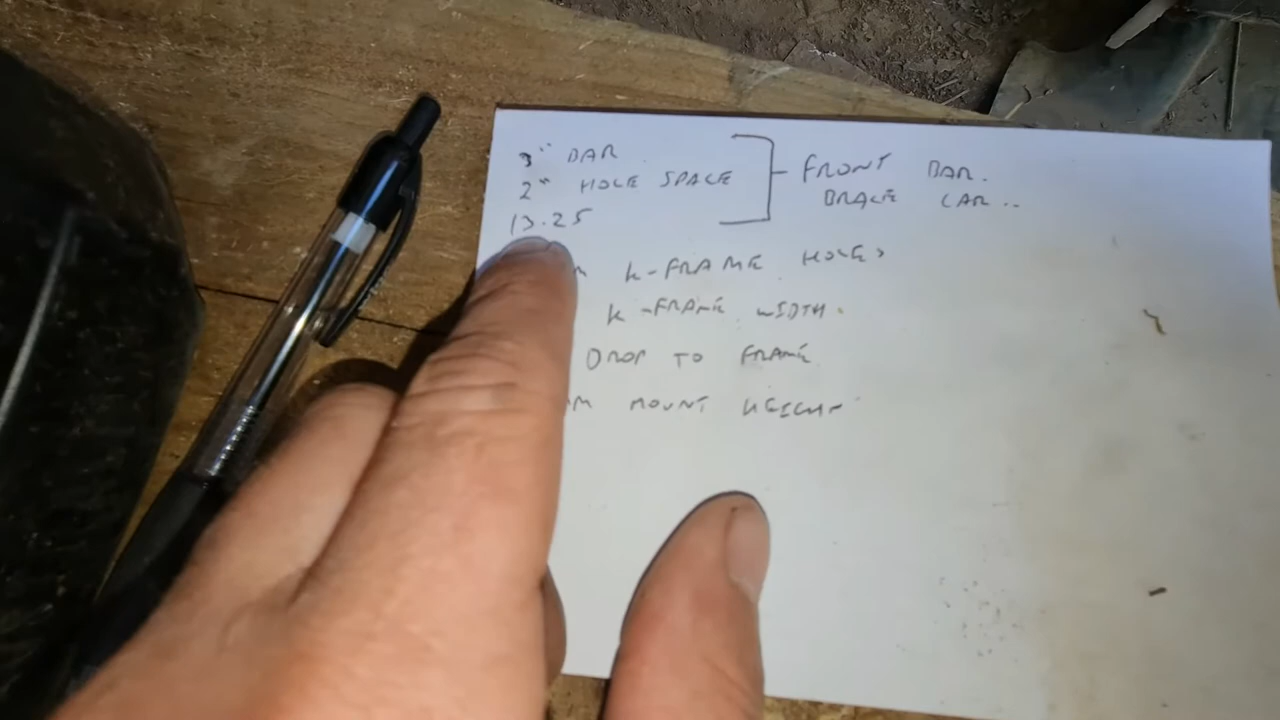 3" BAR
2" HOLE SPACE
13.25
FRONT BAR.
BRACE CAR..
K-FRAME HOLES
K-FRAME WIDTH.
DROP TO FRAME
MOUNT HEIGHT